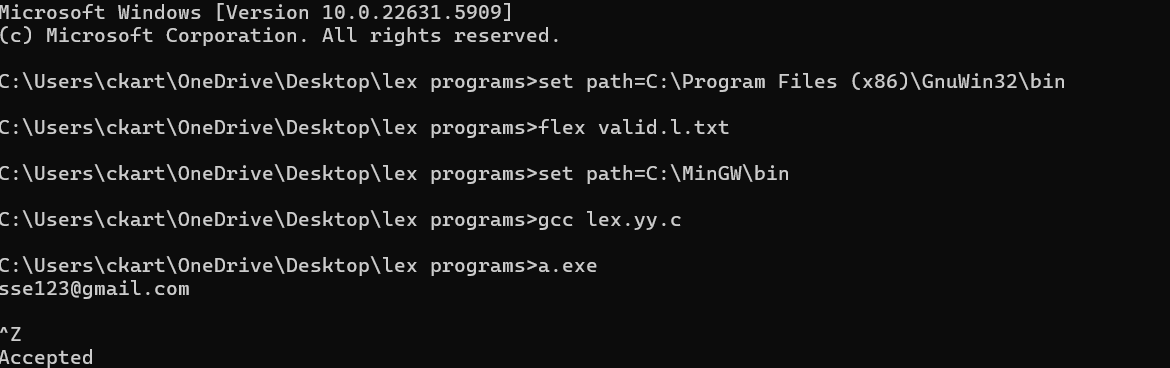 Microsoft Windows [Version 10.0.22631.5909]
(c) Microsoft Corporation. All rights reserved.
C:\Users\ckart\OneDrive\Desktop\lex programs>set path=C:\Program Files (x86)\GnuWin32\bin
C:\Users\ckart\OneDrive\Desktop\lex programs>flex valid.l.txt
C:\Users\ckart\OneDrive\Desktop\lex programs>set path=C:\MinGW\bin
C:\Users\ckart\OneDrive\Desktop\lex programs>gcc lex.yy.c
C:\Users\ckart\OneDrive\Desktop\lex programs>a.exe
sse123@gmail.com
^Z
Accepted